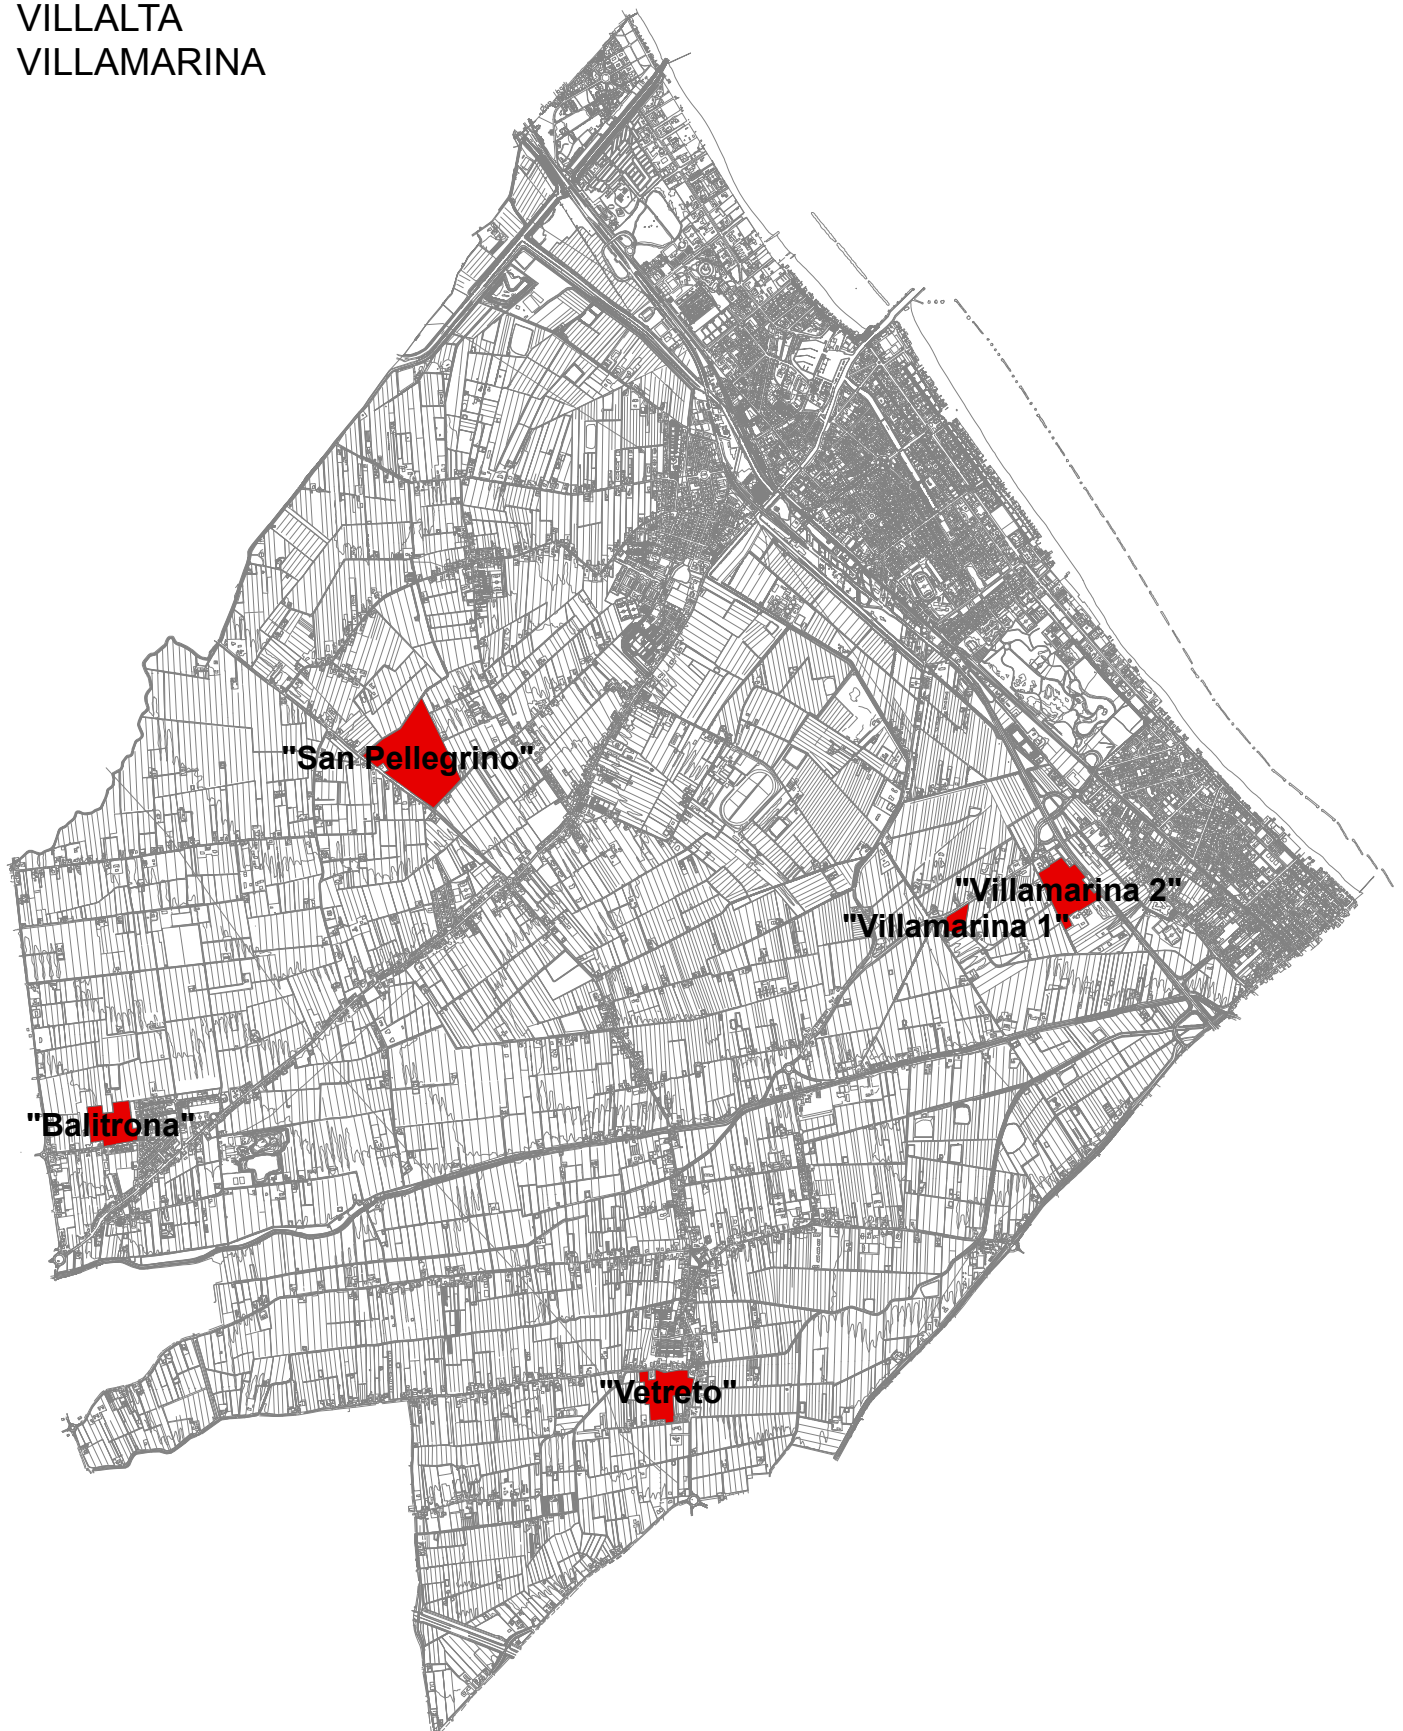 VILLALTA
VILLAMARINA
"San Pellegrino"
"Villamarina 2"
"Villamarina 1"
"Balitrona"
"Vetreto"